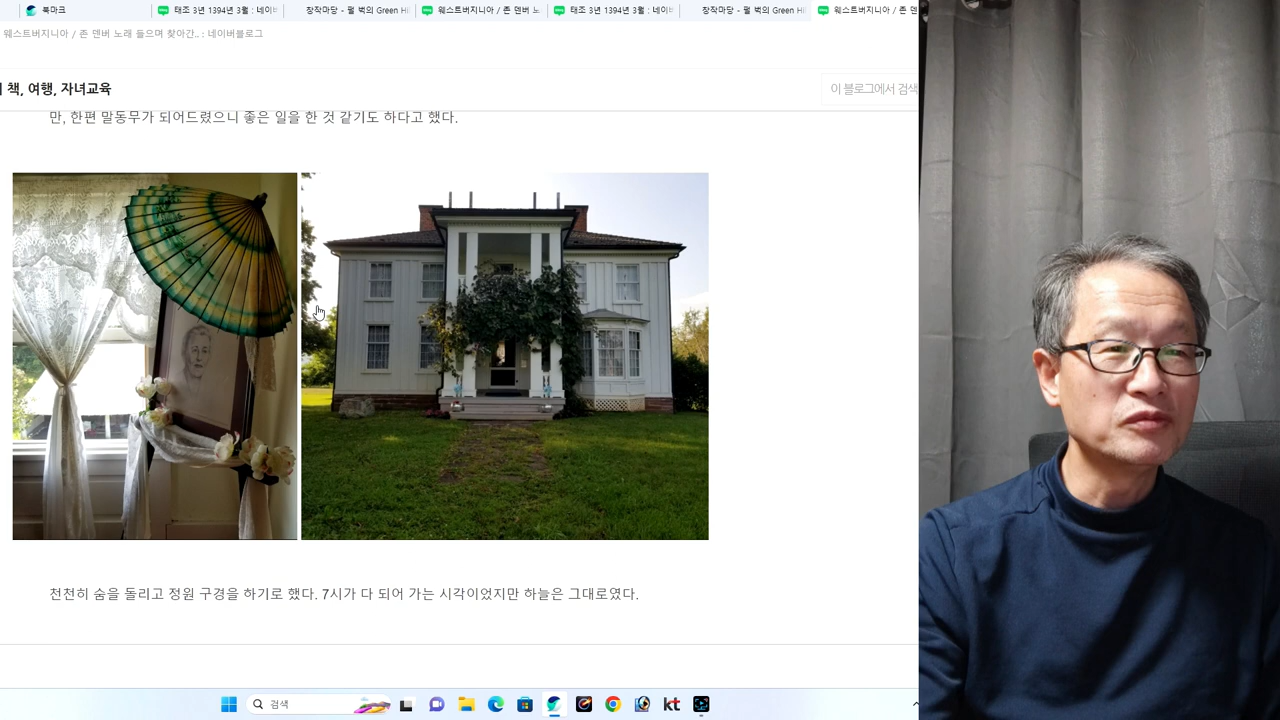 북마크
태조 3년 1394년 3월 : 네이버
창작마당 - 펄 벅의 Green Hi
웨스트버지니아 / 존 덴버 노
태조 3년 1394년 3월 : 네이버
창작마당 - 펄 벅의 Green Hi
웨스트버지니아 / 존 덴
웨스트버지니아 / 존 덴버 노래 들으며 찾아간.. : 네이버블로그
책, 여행, 자녀교육
이 블로그에서 검색
만, 한편 말동무가 되어드렸으니 좋은 일을 한 것 같기도 하다고 했다.
천천히 숨을 돌리고 정원 구경을 하기로 했다. 7시가 다 되어 가는 시각이었지만 하늘은 그대로였다.
검색
kt